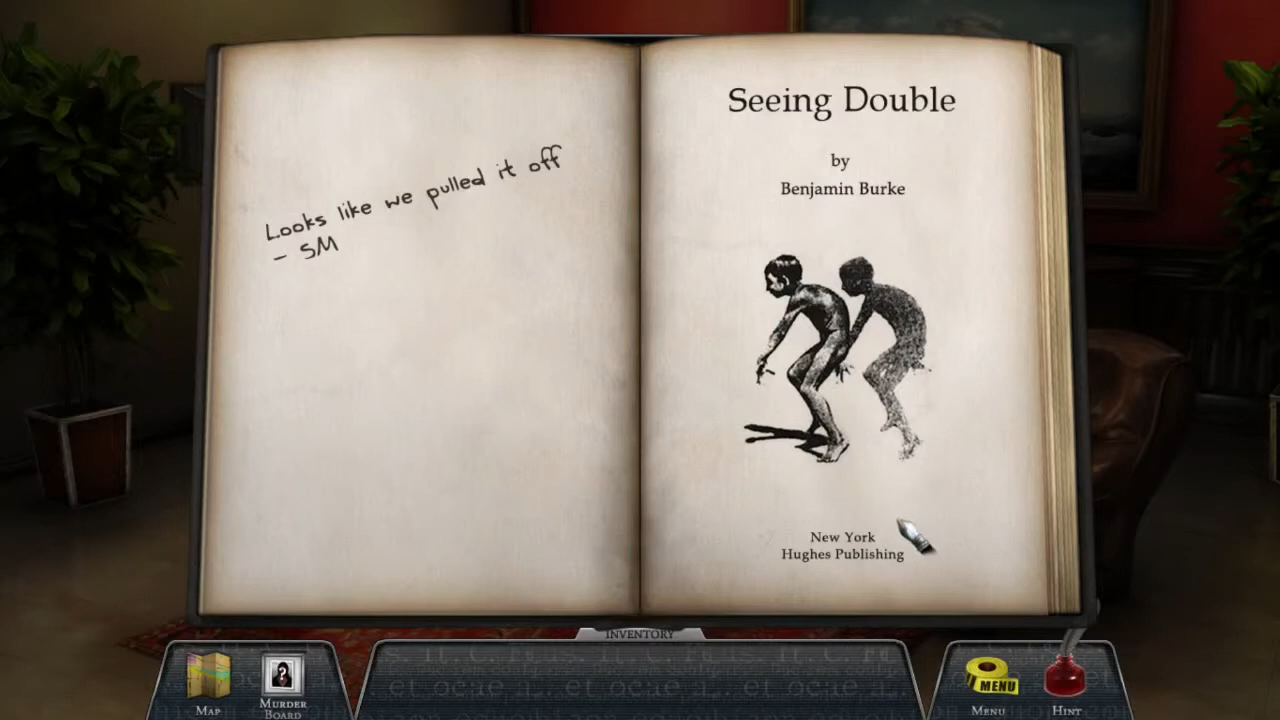 Looks like we pulled it off
- SM
Seeing Double
by
Benjamin Burke
New York
Hughes Publishing
INVENTORY
MAP
MURDER
BOARD
MENU
MENU
HINT